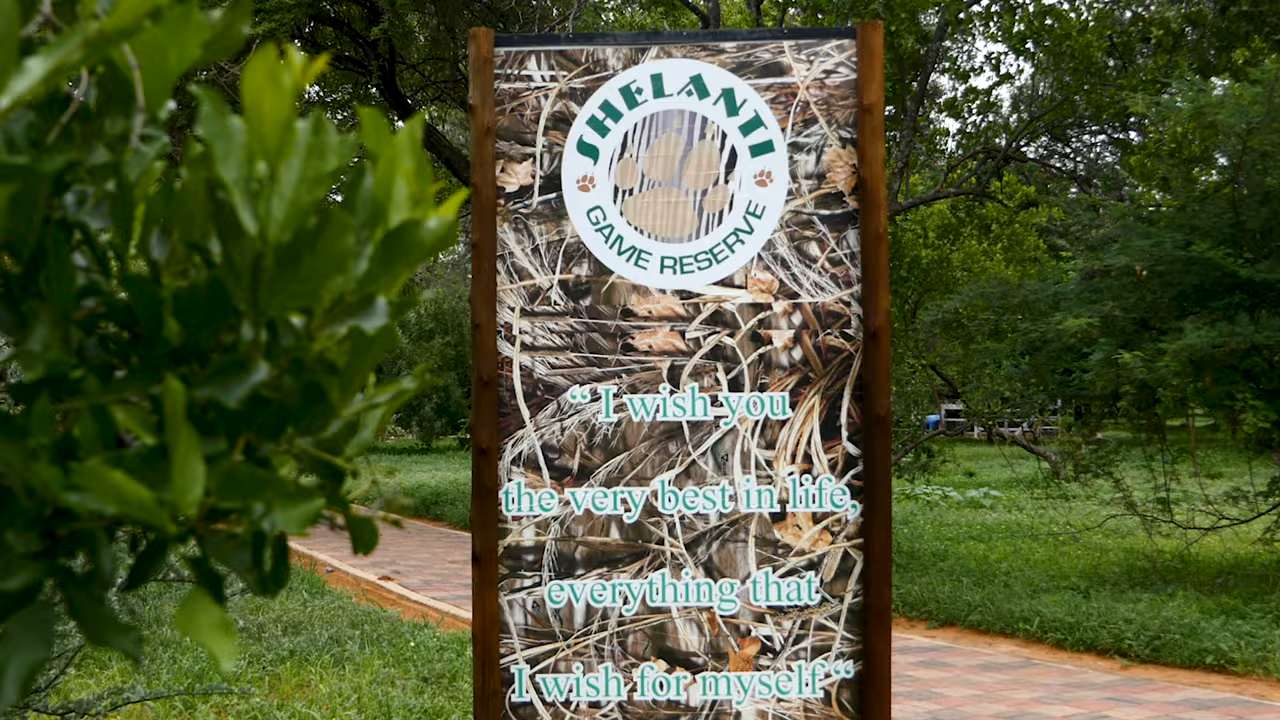 SHELANTI
GAME RESERVE
“ I wish you
the very best in life,
everything that
I wish for myself “